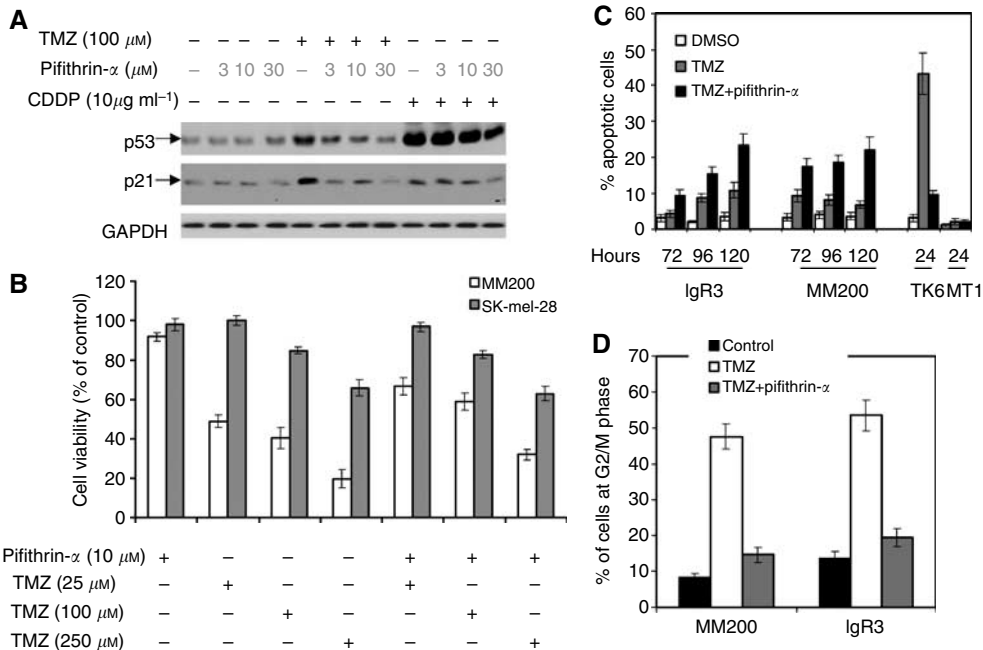 A
TMZ (100 μM) – – – – + + + + – – – –
Pifithrin-α (μM) – 3 10 30 – 3 10 30 – 3 10 30
CDDP (10μg ml⁻¹) – – – – – – – – + + + +
p53
p21
GAPDH
B
MM200
SK-mel-28
Cell viability (% of control)
120
100
80
60
40
20
0
Pifithrin-α (10 μM) + – – – + + +
TMZ (25 μM) – + – – + – –
TMZ (100 μM) – – + – – + –
TMZ (250 μM) – – – + – – +
C
% apoptotic cells
60
50
40
30
20
10
0
DMSO
TMZ
TMZ+pifithrin-α
Hours 72 96 120 72 96 120 24 24
IgR3 MM200 TK6 MT1
D
% of cells at G2/M phase
70
60
50
40
30
20
10
0
Control
TMZ
TMZ+pifithrin-α
MM200 IgR3